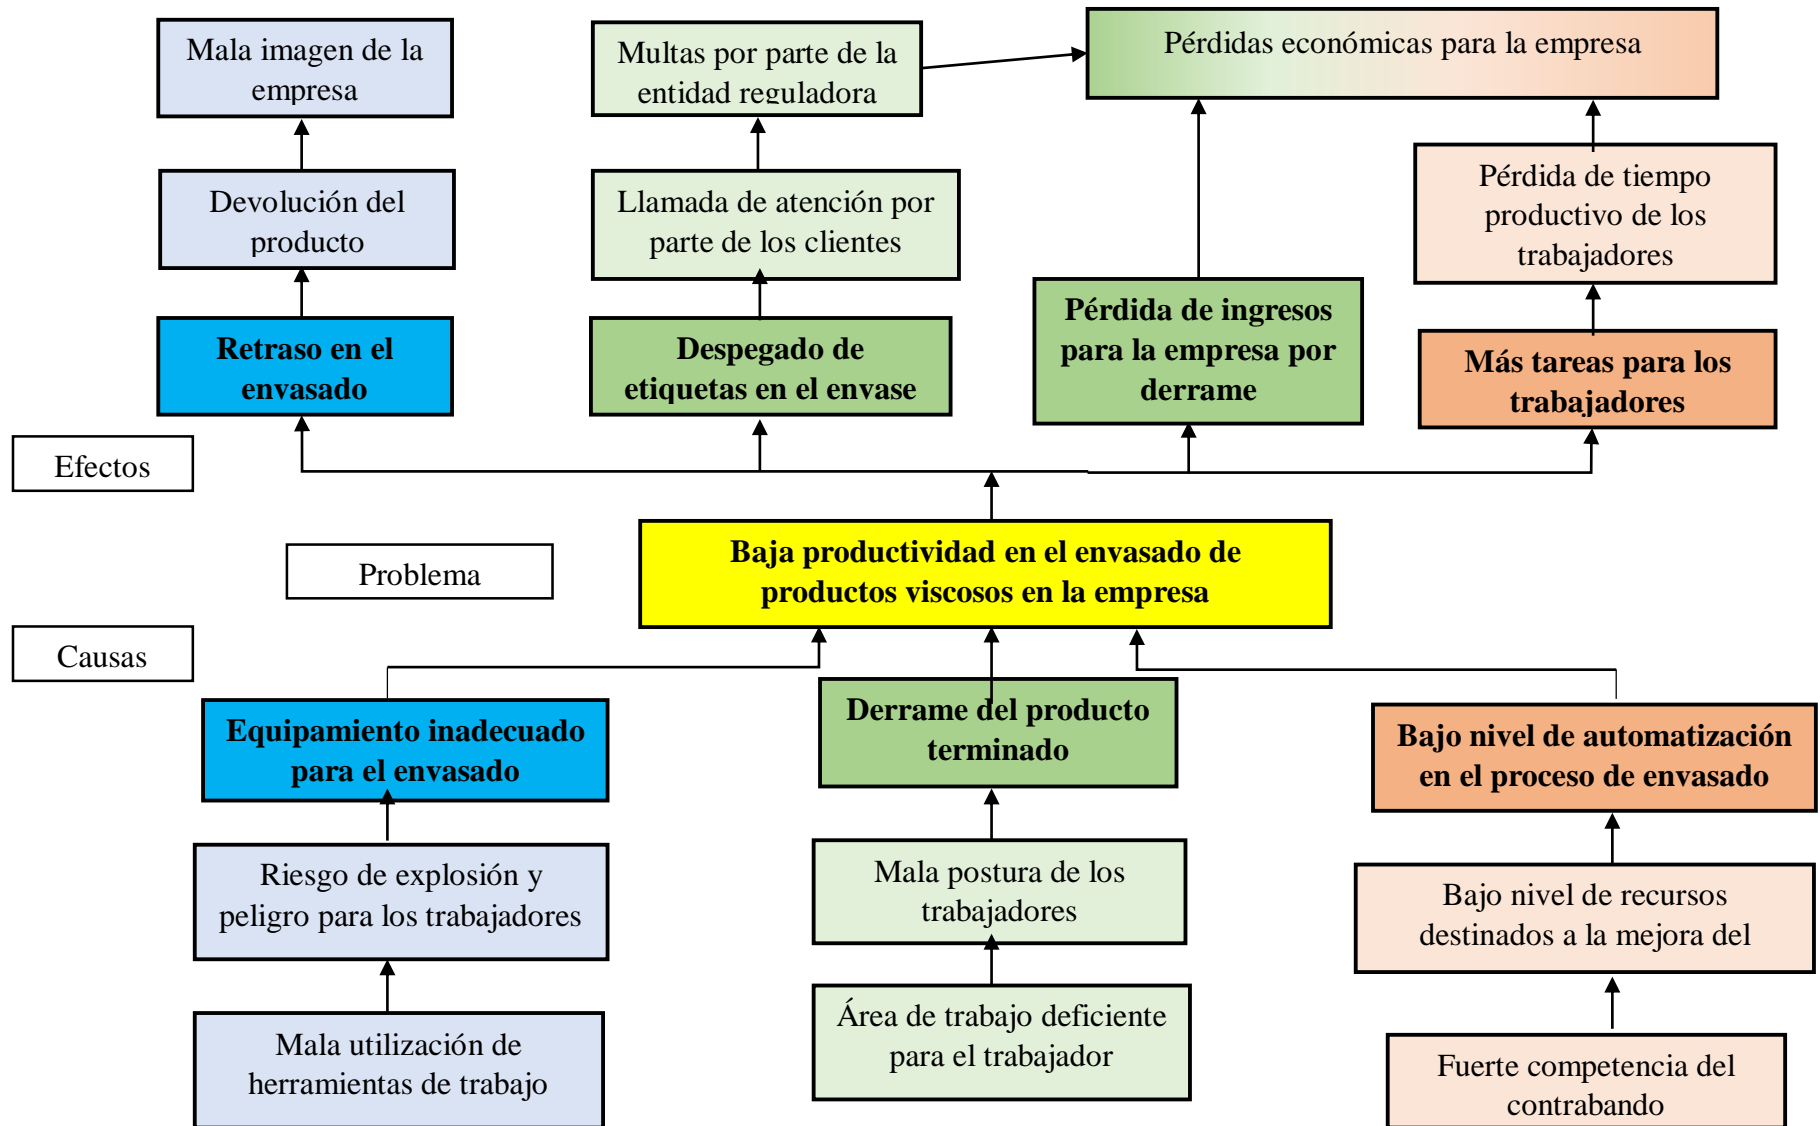 Mala imagen de la
empresa
Multas por parte de la
entidad reguladora
Pérdidas económicas para la empresa
Devolución del
producto
Llamada de atención por
parte de los clientes
Pérdida de tiempo
productivo de los
trabajadores
Retraso en el
envasado
Despegado de
etiquetas en el envase
Pérdida de ingresos
para la empresa por
derrame
Más tareas para los
trabajadores
Efectos
Problema
Baja productividad en el envasado de
productos viscosos en la empresa
Causas
Equipamiento inadecuado
para el envasado
Derrame del producto
terminado
Bajo nivel de automatización
en el proceso de envasado
Riesgo de explosión y
peligro para los trabajadores
Mala postura de los
trabajadores
Bajo nivel de recursos
destinados a la mejora del
Mala utilización de
herramientas de trabajo
Área de trabajo deficiente
para el trabajador
Fuerte competencia del
contrabando